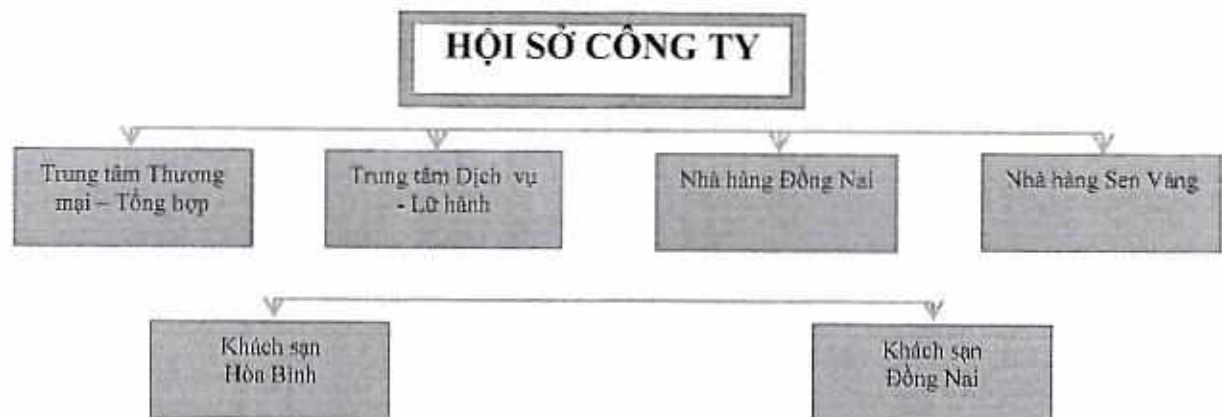 HỘI SỞ CÔNG TY
Trung tâm Thương
mại – Tổng hợp
Trung tâm Dịch vụ
- Lữ hành
Nhà hàng Đồng Nai
Nhà hàng Sen Vàng
Khách sạn
Hòa Bình
Khách sạn
Đồng Nai